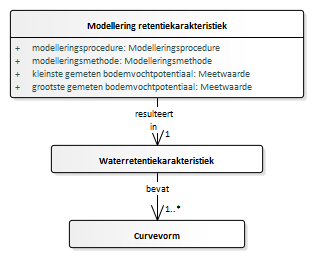 Modellering retentiekarakteristiek
+ modelleringsprocedure: Modelleringsprocedure
+ modelleringsmethode: Modelleringsmethode
+ kleinste gemeten bodemvochtpotentiaal: Meetwaarde
+ grootste gemeten bodemvochtpotentiaal: Meetwaarde
resulteert
in
1
Waterretentiekarakteristiek
bevat
1..*
Curvevorm